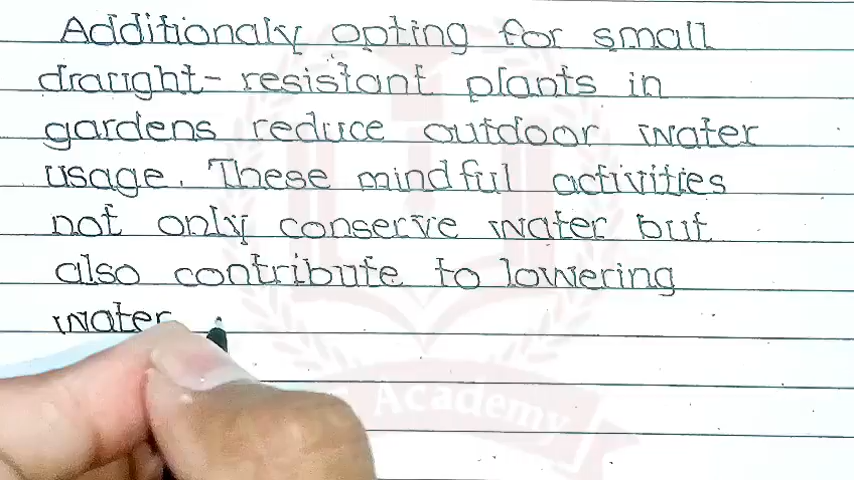 Additionaly opting for small
draught-resistant plants in
gardens reduce outdoor water
usage. These mindful activities
not only conserve water but
also contribute to lowering
water
Academy